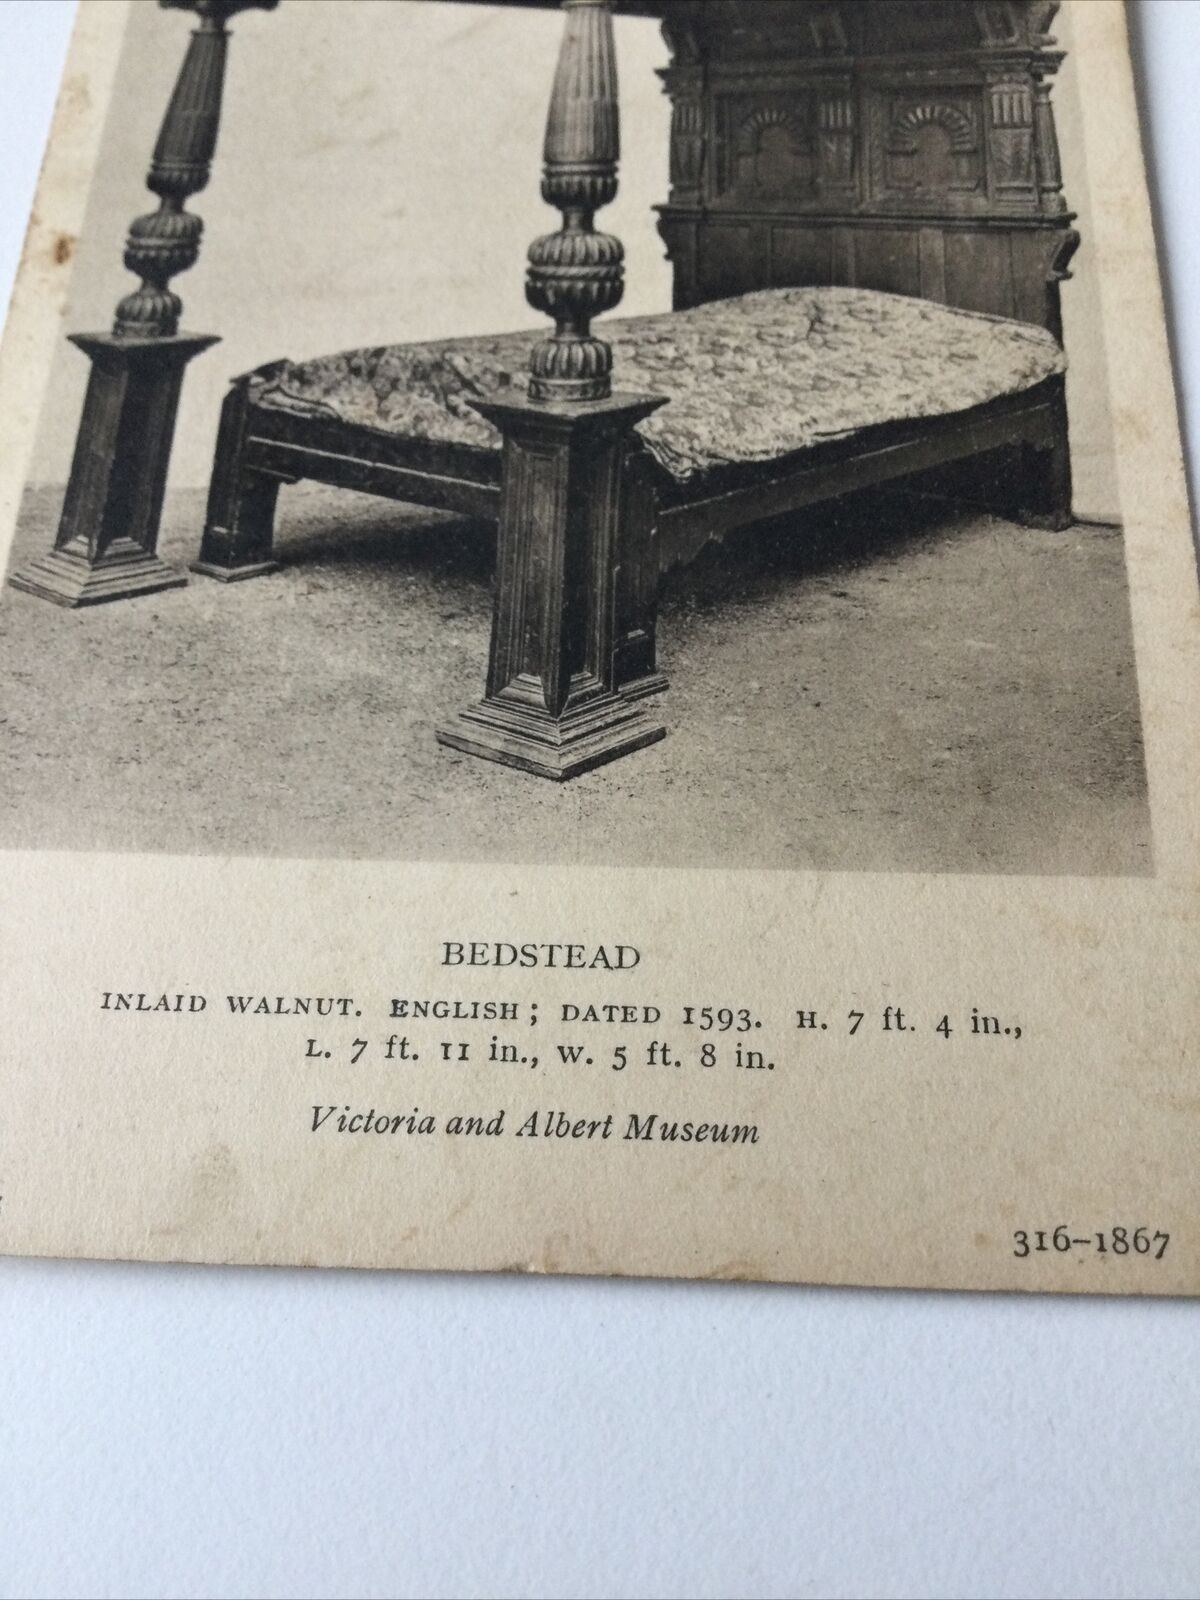 BEDSTEAD
INLAID WALNUT. ENGLISH; DATED 1593. H. 7 ft. 4 in.,
L. 7 ft. 11 in., W. 5 ft. 8 in.
Victoria and Albert Museum
316–1867